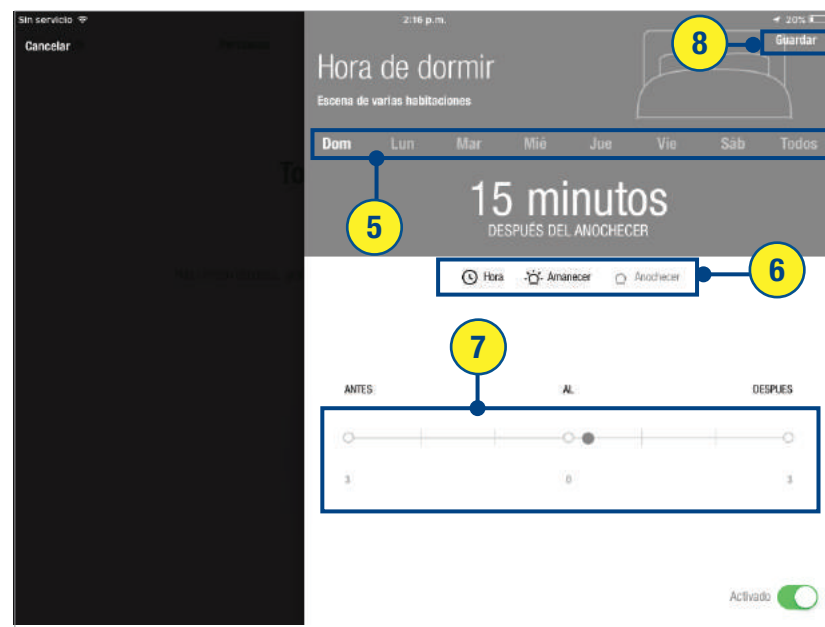 Sin servicio 2:16 p.m. 20%
Cancelar
Guardar
8
Hora de dormir
Escena de varias habitaciones
Dom Lun Mar Mié Jue Vie Sáb Todos
15 minutos
DESPUÉS DEL ANOCHECER
5
Hora Amanecer Anochecer
6
7
ANTES AL DESPUES
3 0 3
Activado